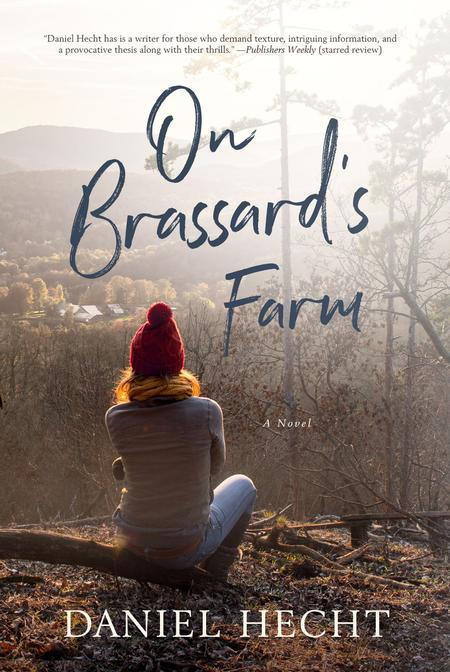 “Daniel Hecht has is a writer for those who demand texture, intriguing information, and
a provocative thesis along with their thrills.” —Publishers Weekly (starred review)
On
Brassard's
Farm
A Novel
DANIEL HECHT